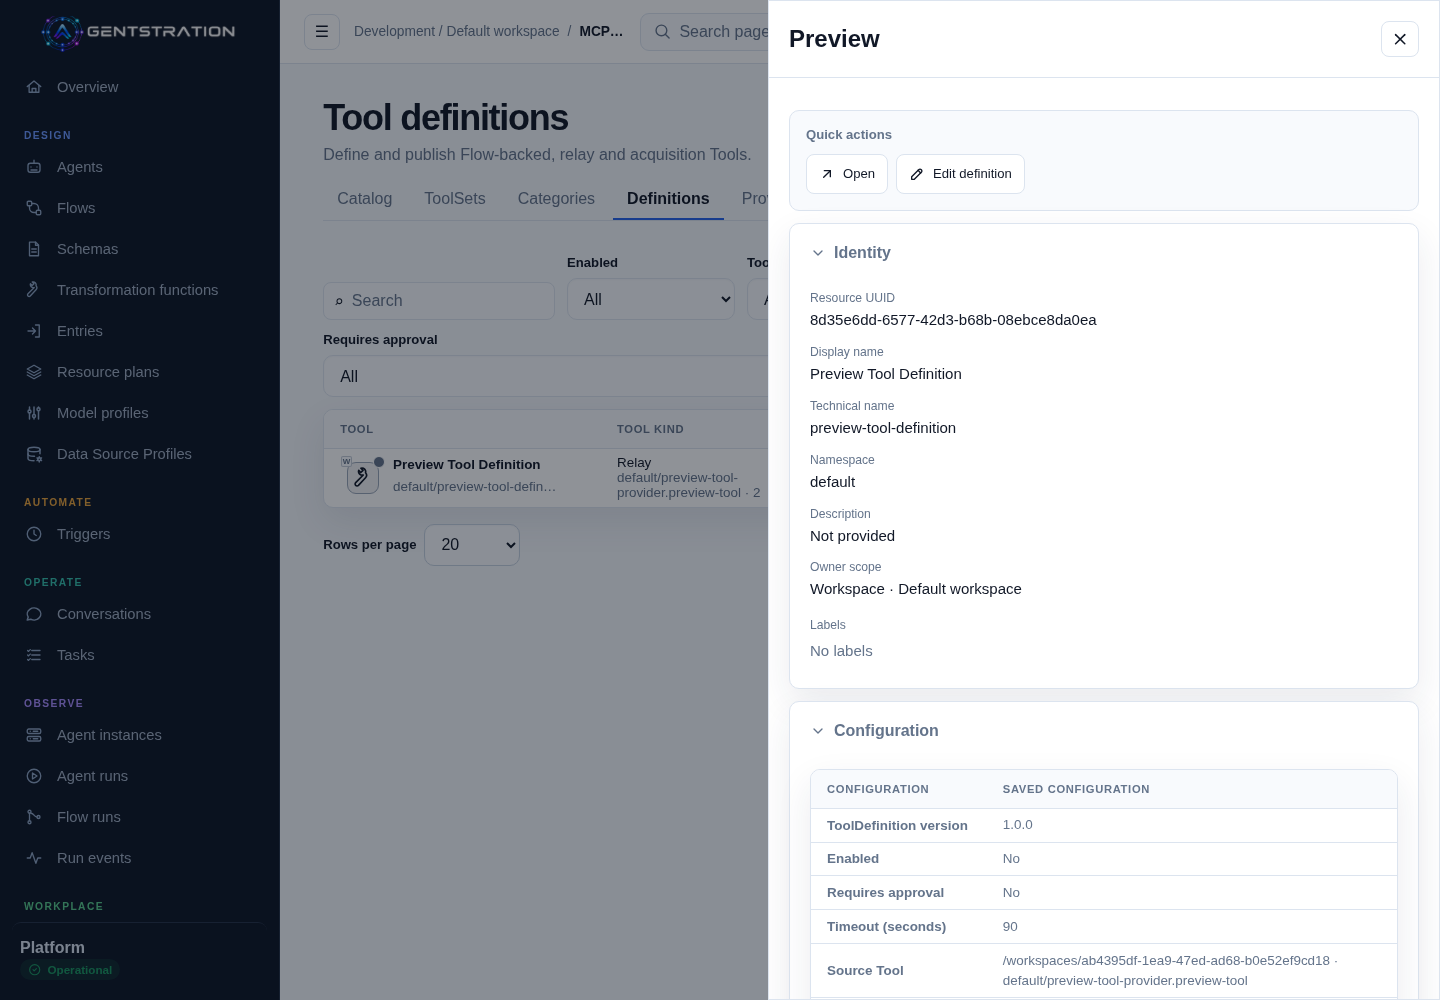 GENTSTRATION
Overview
DESIGN
Agents
Flows
Schemas
Transformation functions
Entries
Resource plans
Model profiles
Data Source Profiles
AUTOMATE
Triggers
OPERATE
Conversations
Tasks
OBSERVE
Agent instances
Agent runs
Flow runs
Run events
WORKPLACE
Platform
Operational
Development / Default workspace / MCP...
Search page
Tool definitions
Define and publish Flow-backed, relay and acquisition Tools.
Catalog ToolSets Categories Definitions Prov
Enabled Too
Search All
Requires approval
All
TOOL TOOL KIND
W Preview Tool Definition Relay
default/preview-tool-defin... default/preview-tool-
provider.preview-tool · 2
Rows per page 20
Preview
Quick actions
Open Edit definition
Identity
Resource UUID
8d35e6dd-6577-42d3-b68b-08ebce8da0ea
Display name
Preview Tool Definition
Technical name
preview-tool-definition
Namespace
default
Description
Not provided
Owner scope
Workspace · Default workspace
Labels
No labels
Configuration
CONFIGURATION SAVED CONFIGURATION
ToolDefinition version 1.0.0
Enabled No
Requires approval No
Timeout (seconds) 90
Source Tool /workspaces/ab4395df-1ea9-47ed-ad68-b0e52ef9cd18 ·
default/preview-tool-provider.preview-tool